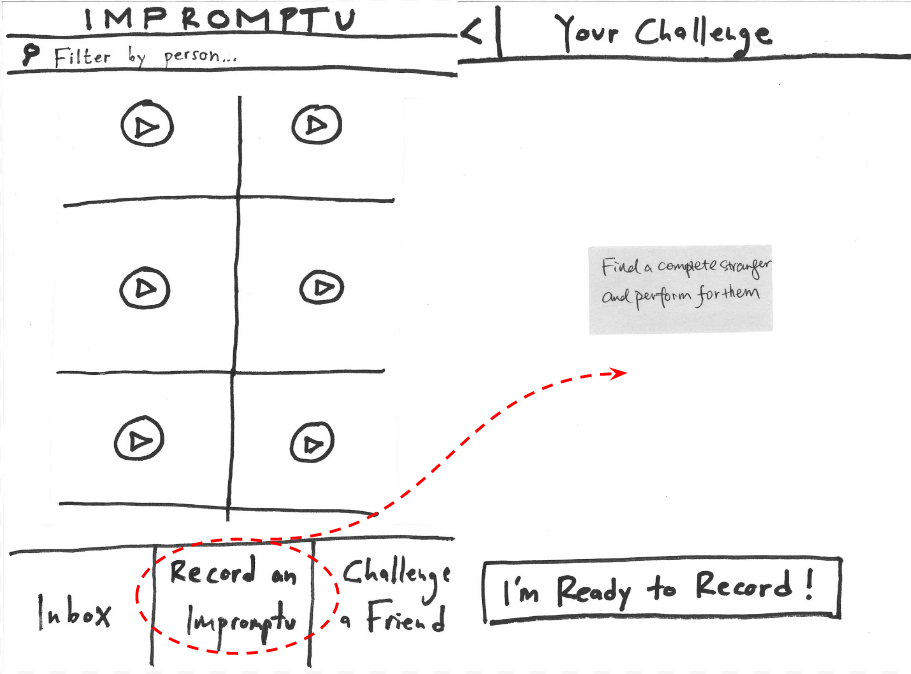 IMPROMPTU
Filter by person...
Inbox
Record an
Impromptu
Challenge
a Friend
< Your Challenge
Find a complete stranger
and perform for them
I'm Ready to Record!